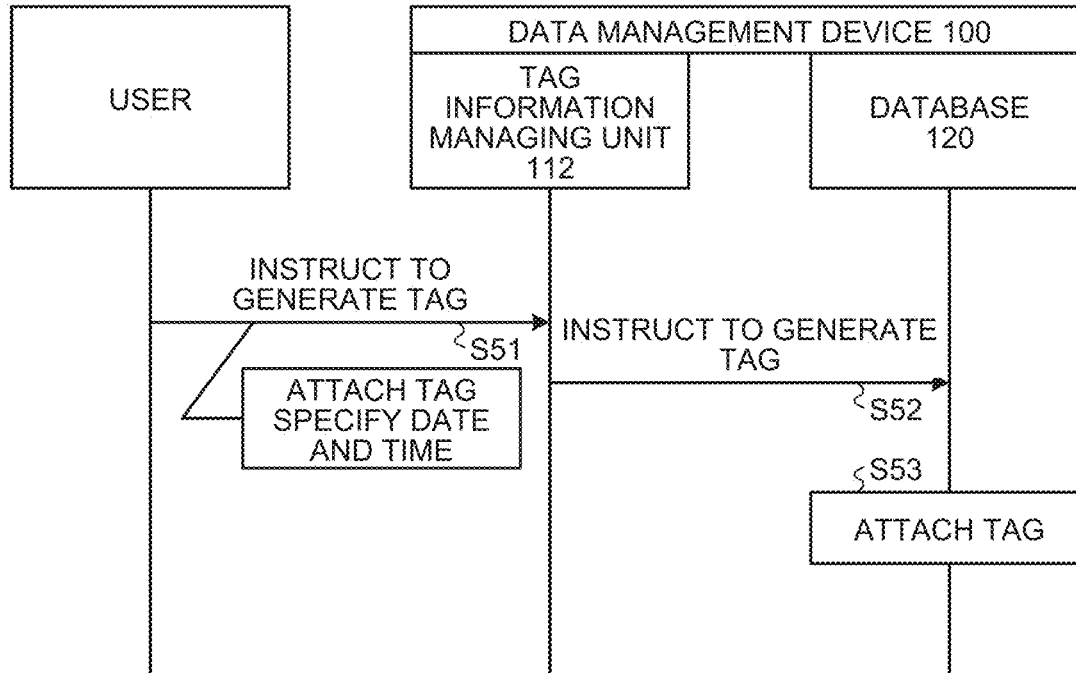 USER
DATA MANAGEMENT DEVICE 100
TAG
INFORMATION
MANAGING UNIT
112
DATABASE
120
INSTRUCT TO
GENERATE TAG
S51
ATTACH TAG
SPECIFY DATE
AND TIME
INSTRUCT TO GENERATE
TAG
S52
S53
ATTACH TAG